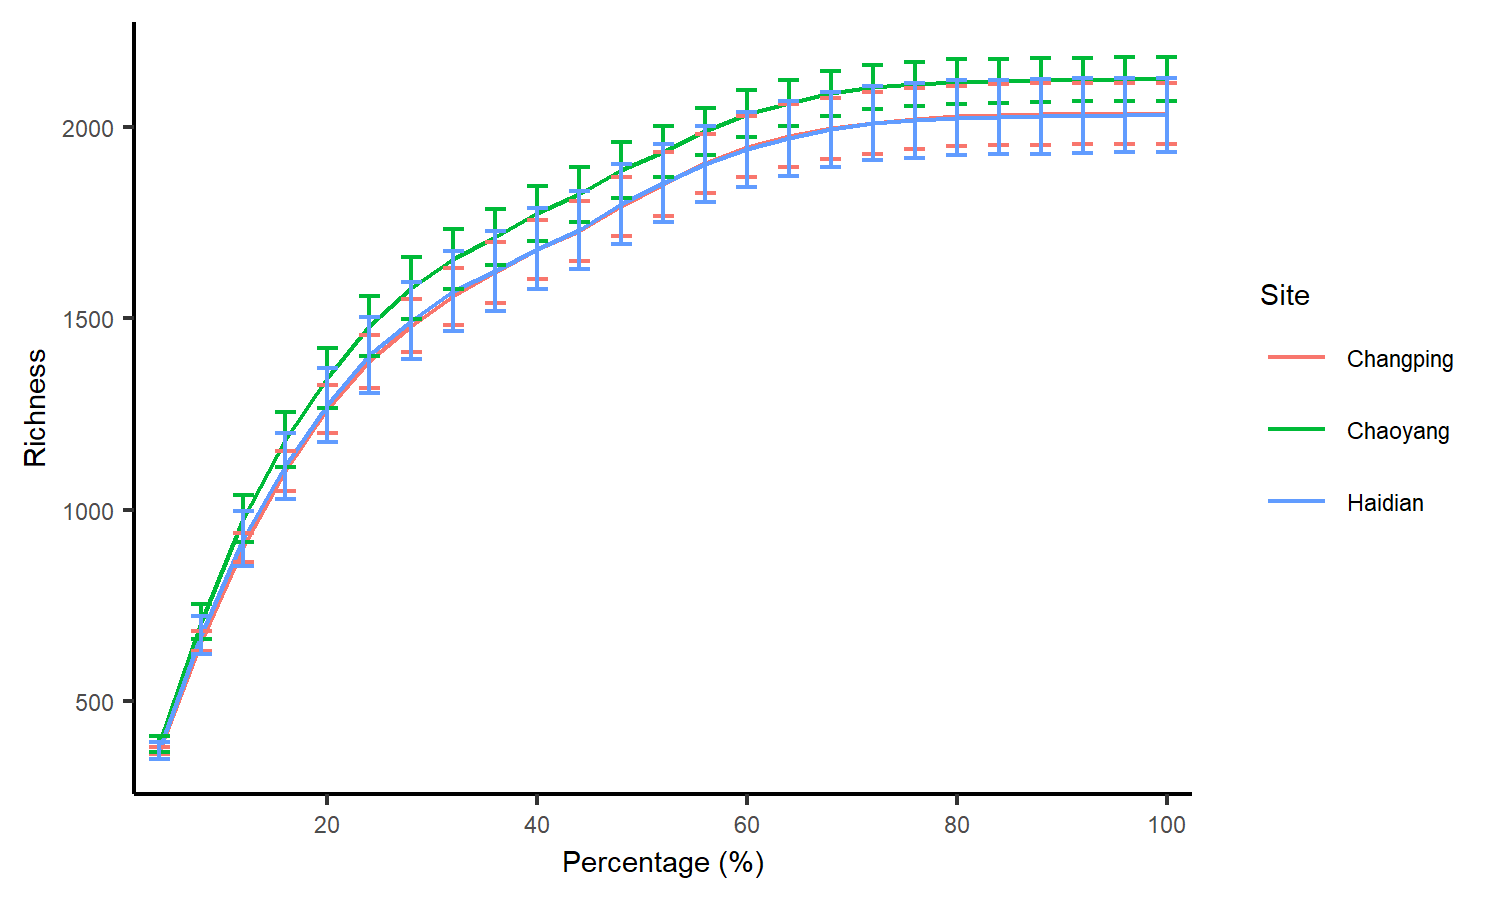 2000
1500
1000
500
Richness
20 40 60 80 100
Percentage (%)
Site
Changping
Chaoyang
Haidian